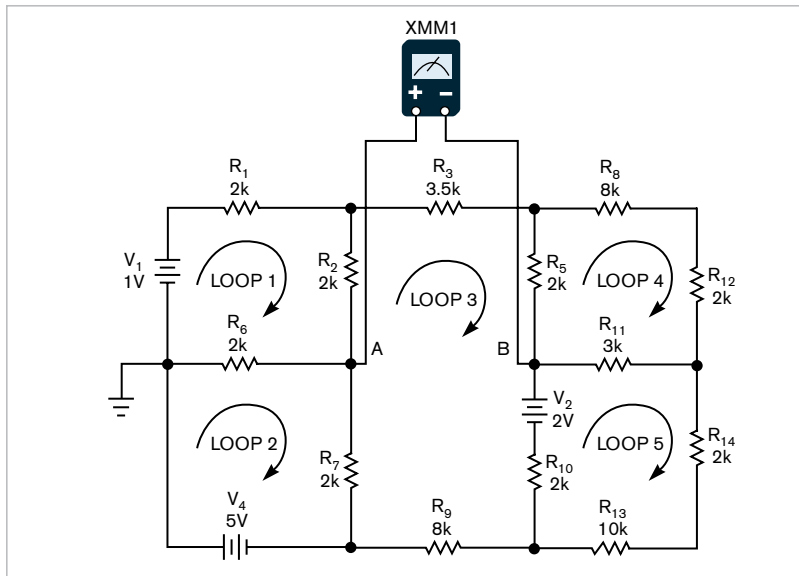 XMM1
+ −
R1
2k
R3
3.5k
R8
8k
V1
1V
LOOP 1
R2
2k
LOOP 3
R5
2k
LOOP 4
R12
2k
R6
2k
A
B
R11
3k
V2
2V
LOOP 2
R7
2k
R10
2k
LOOP 5
R14
2k
V4
5V
R9
8k
R13
10k